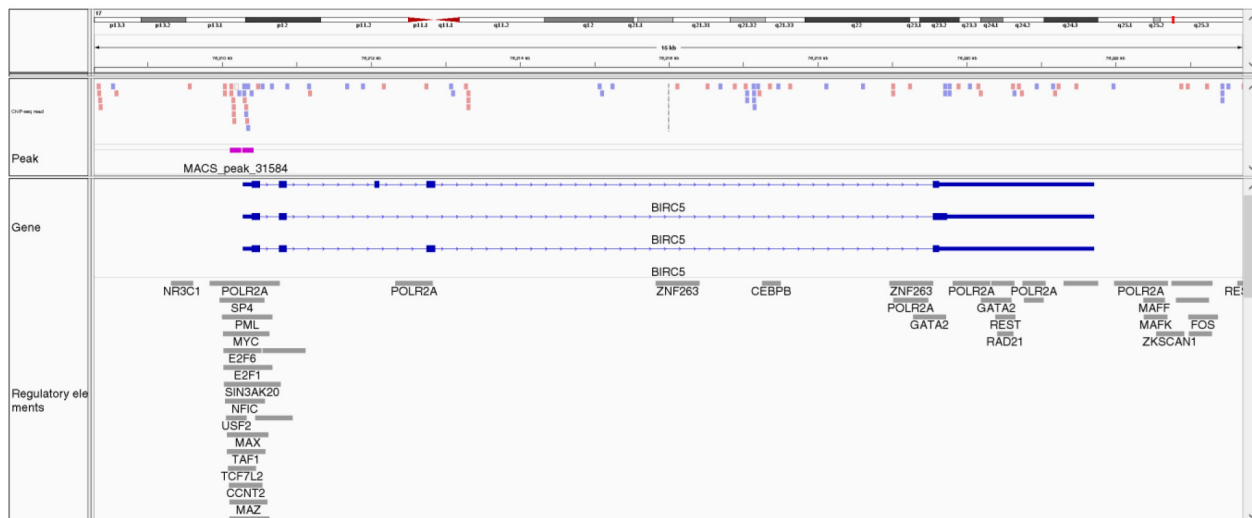 17
p13.3 p13.2 p13.1 p12 p11.2 p11.1 q11.1 q11.2 q12 q21.1 q21.31 q21.32 q21.33 q22 q23.1 q23.2 q23.3 q24.1 q24.2 q24.3 q25.1 q25.2 q25.3
ChIP-seq read
Peak
MACS_peak_31584
Gene
BIRC5
BIRC5
BIRC5
NR3C1 POLR2A POLR2A ZNF263 CEBPB ZNF263 POLR2A POLR2A POLR2A RES
SP4 POLR2A GATA2 MAFF
PML GATA2 REST MAFK FOS
MYC RAD21 ZKSCAN1
E2F6
E2F1
Regulatory ele
ments
SIN3AK20
NFIC
USF2
MAX
TAF1
TCF7L2
CCNT2
MAZ